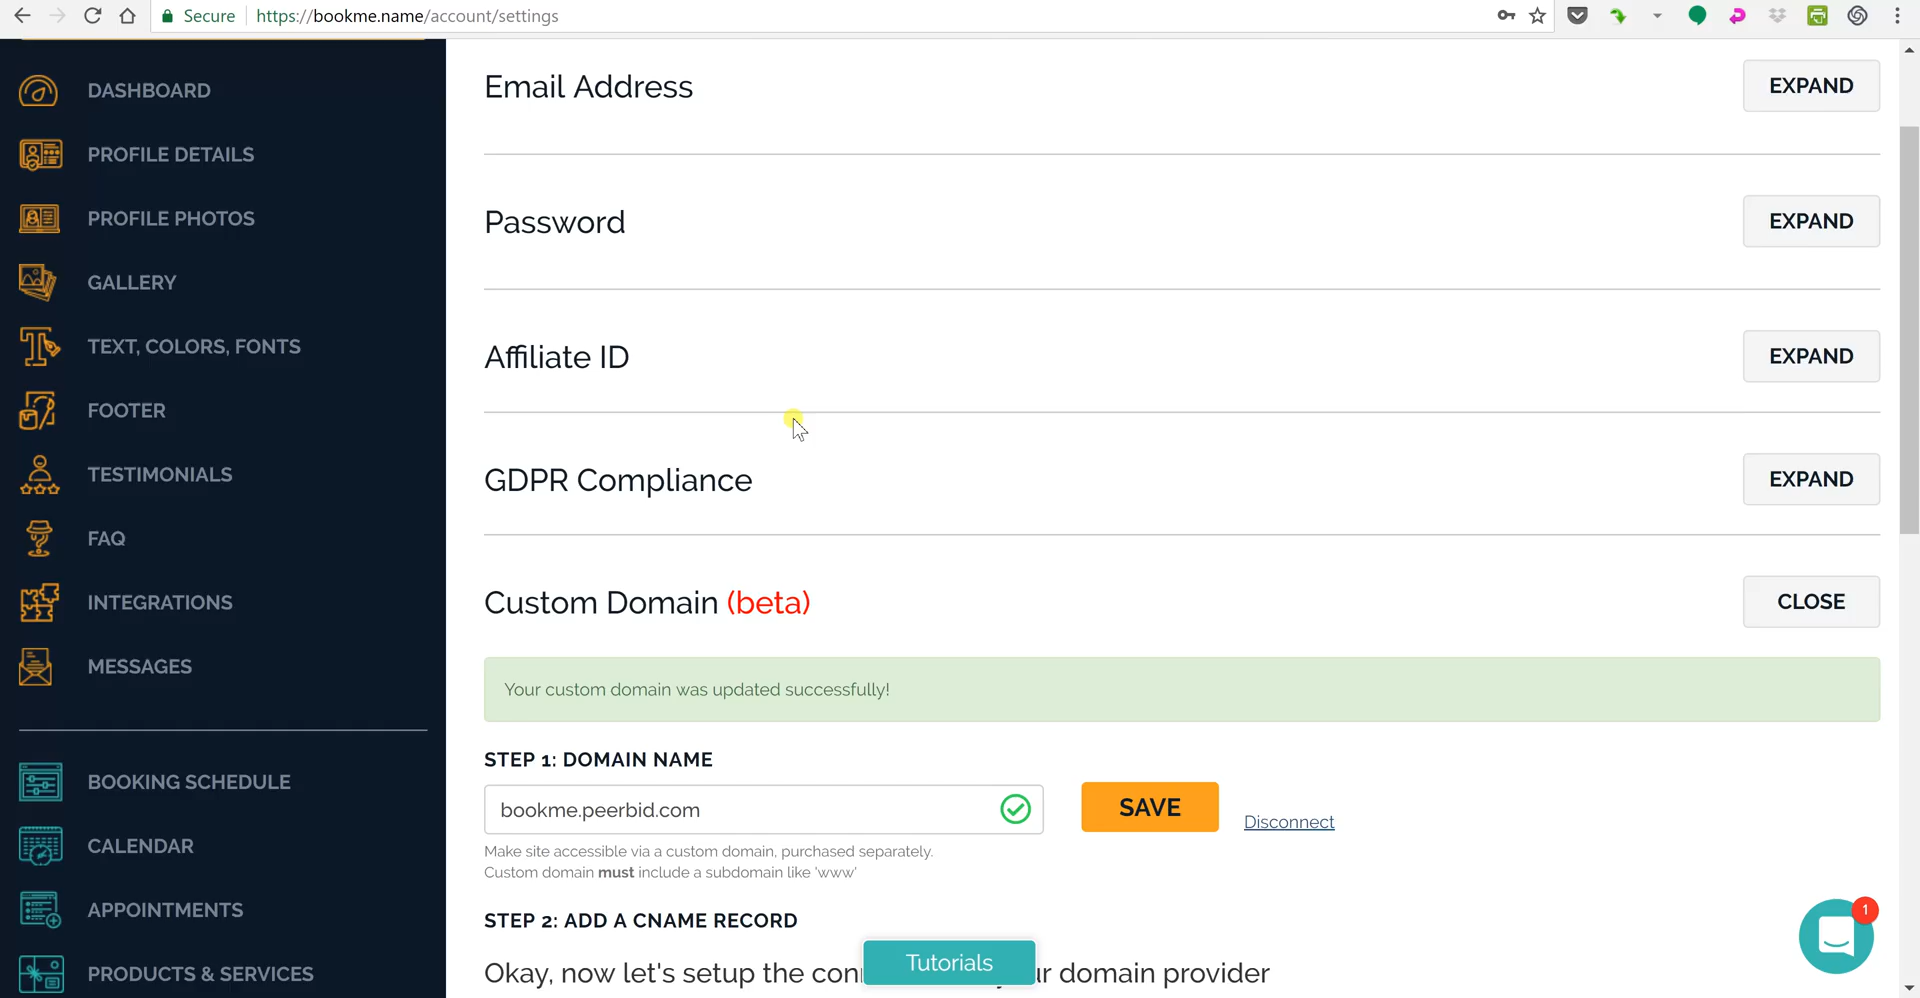 Secure
https://bookme.name/account/settings
DASHBOARD
PROFILE DETAILS
PROFILE PHOTOS
GALLERY
TEXT, COLORS, FONTS
FOOTER
TESTIMONIALS
FAQ
INTEGRATIONS
MESSAGES
BOOKING SCHEDULE
CALENDAR
APPOINTMENTS
PRODUCTS & SERVICES
Email Address
EXPAND
Password
EXPAND
Affiliate ID
EXPAND
GDPR Compliance
EXPAND
Custom Domain (beta)
CLOSE
Your custom domain was updated successfully!
STEP 1: DOMAIN NAME
bookme.peerbid.com
SAVE
Disconnect
Make site accessible via a custom domain, purchased separately.
Custom domain must include a subdomain like 'www'
STEP 2: ADD A CNAME RECORD
Okay, now let's setup the domain provider
Tutorials
1